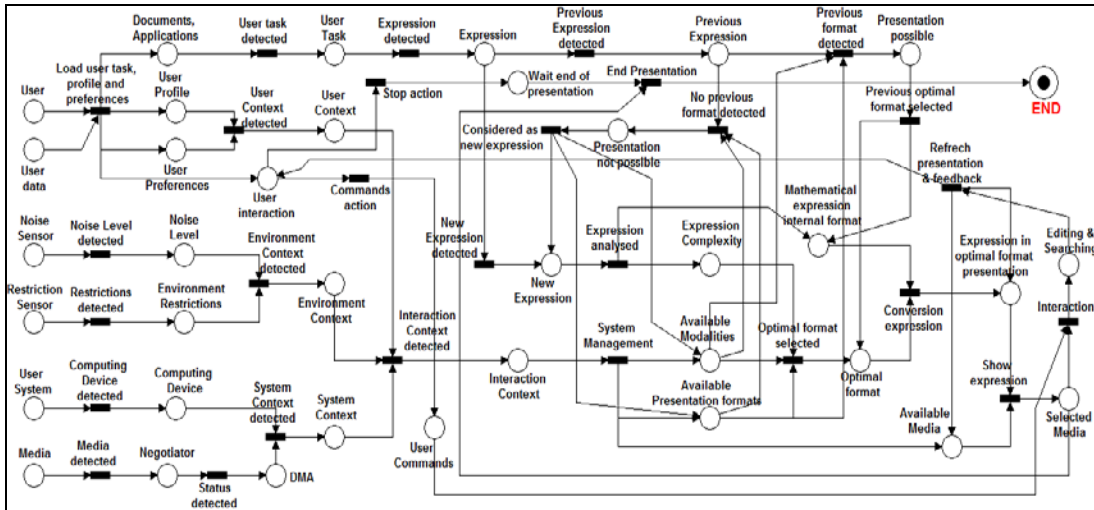 Documents,
Applications
User task
detected
User
Task
Expression
detected
Expression
Previous
Expression
detected
Previous
Expression
Previous
format
detected
Presentation
possible
Load user task,
profile and
preferences
User
Profile
User
Context
detected
User
Context
Stop action
Wait end of
presentation
End Presentation
END
User
User
data
User
Preferences
User
interaction
Commands
action
Considered as
new expression
Presentation
not possible
No previous
format detected
Previous optimal
format selected
Refrech
presentation
& feedback
Noise
Sensor
Noise Level
detected
Noise
Level
Environment
Context
detected
Environment
Context
New
Expression
detected
New
Expression
Expression
analysed
Expression
Complexity
Mathematical
expression
internal format
Expression in
optimal format
presentation
Editing &
Searching
Restriction
Sensor
Restrictions
detected
Environment
Restrictions
Interaction
Context
detected
Interaction
Context
System
Management
Available
Modalities
Optimal format
selected
Optimal
format
Conversion
expression
Interaction
User
System
Computing
Device
detected
Computing
Device
System
Context
detected
System
Context
Available
Presentation formats
Show
expression
Available
Media
Selected
Media
Media
Media
detected
Negotiator
Status
detected
DMA
User
Commands